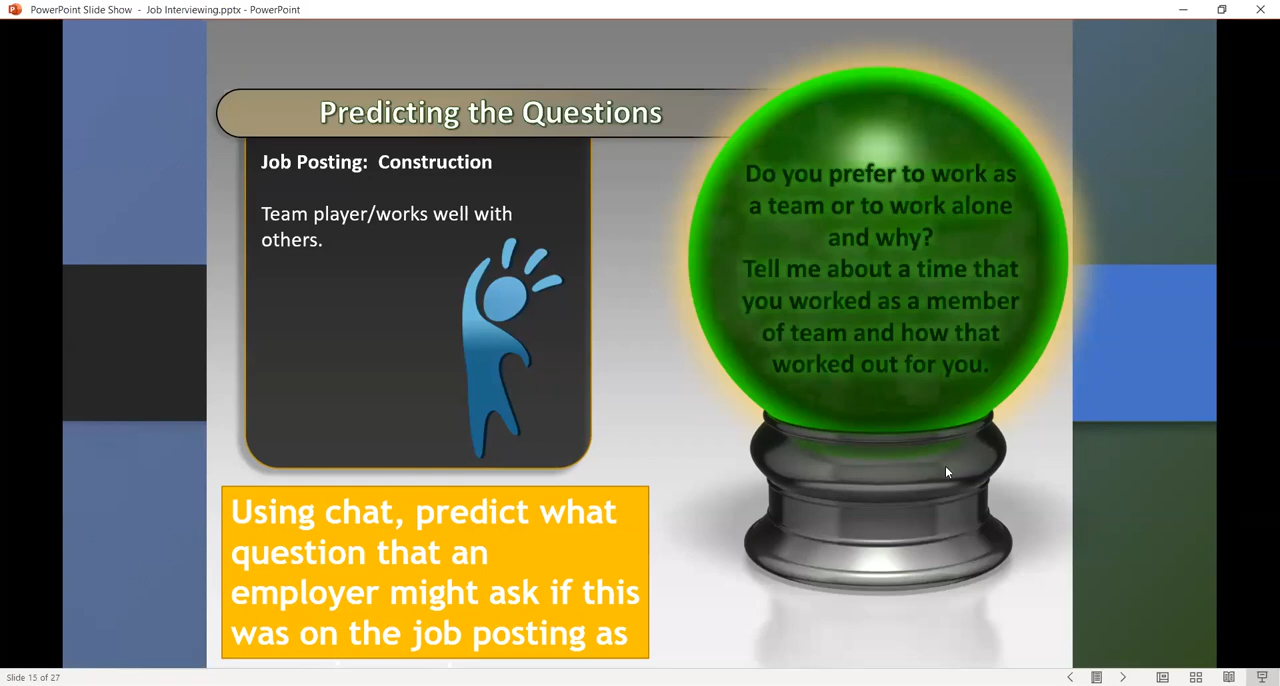 PowerPoint Slide Show - Job Interviewing.pptx - PowerPoint
Predicting the Questions
Job Posting: Construction
Team player/works well with
others.
Do you prefer to work as
a team or to work alone
and why?
Tell me about a time that
you worked as a member
of team and how that
worked out for you.
Using chat, predict what
question that an
employer might ask if this
was on the job posting as
Slide 15 of 27